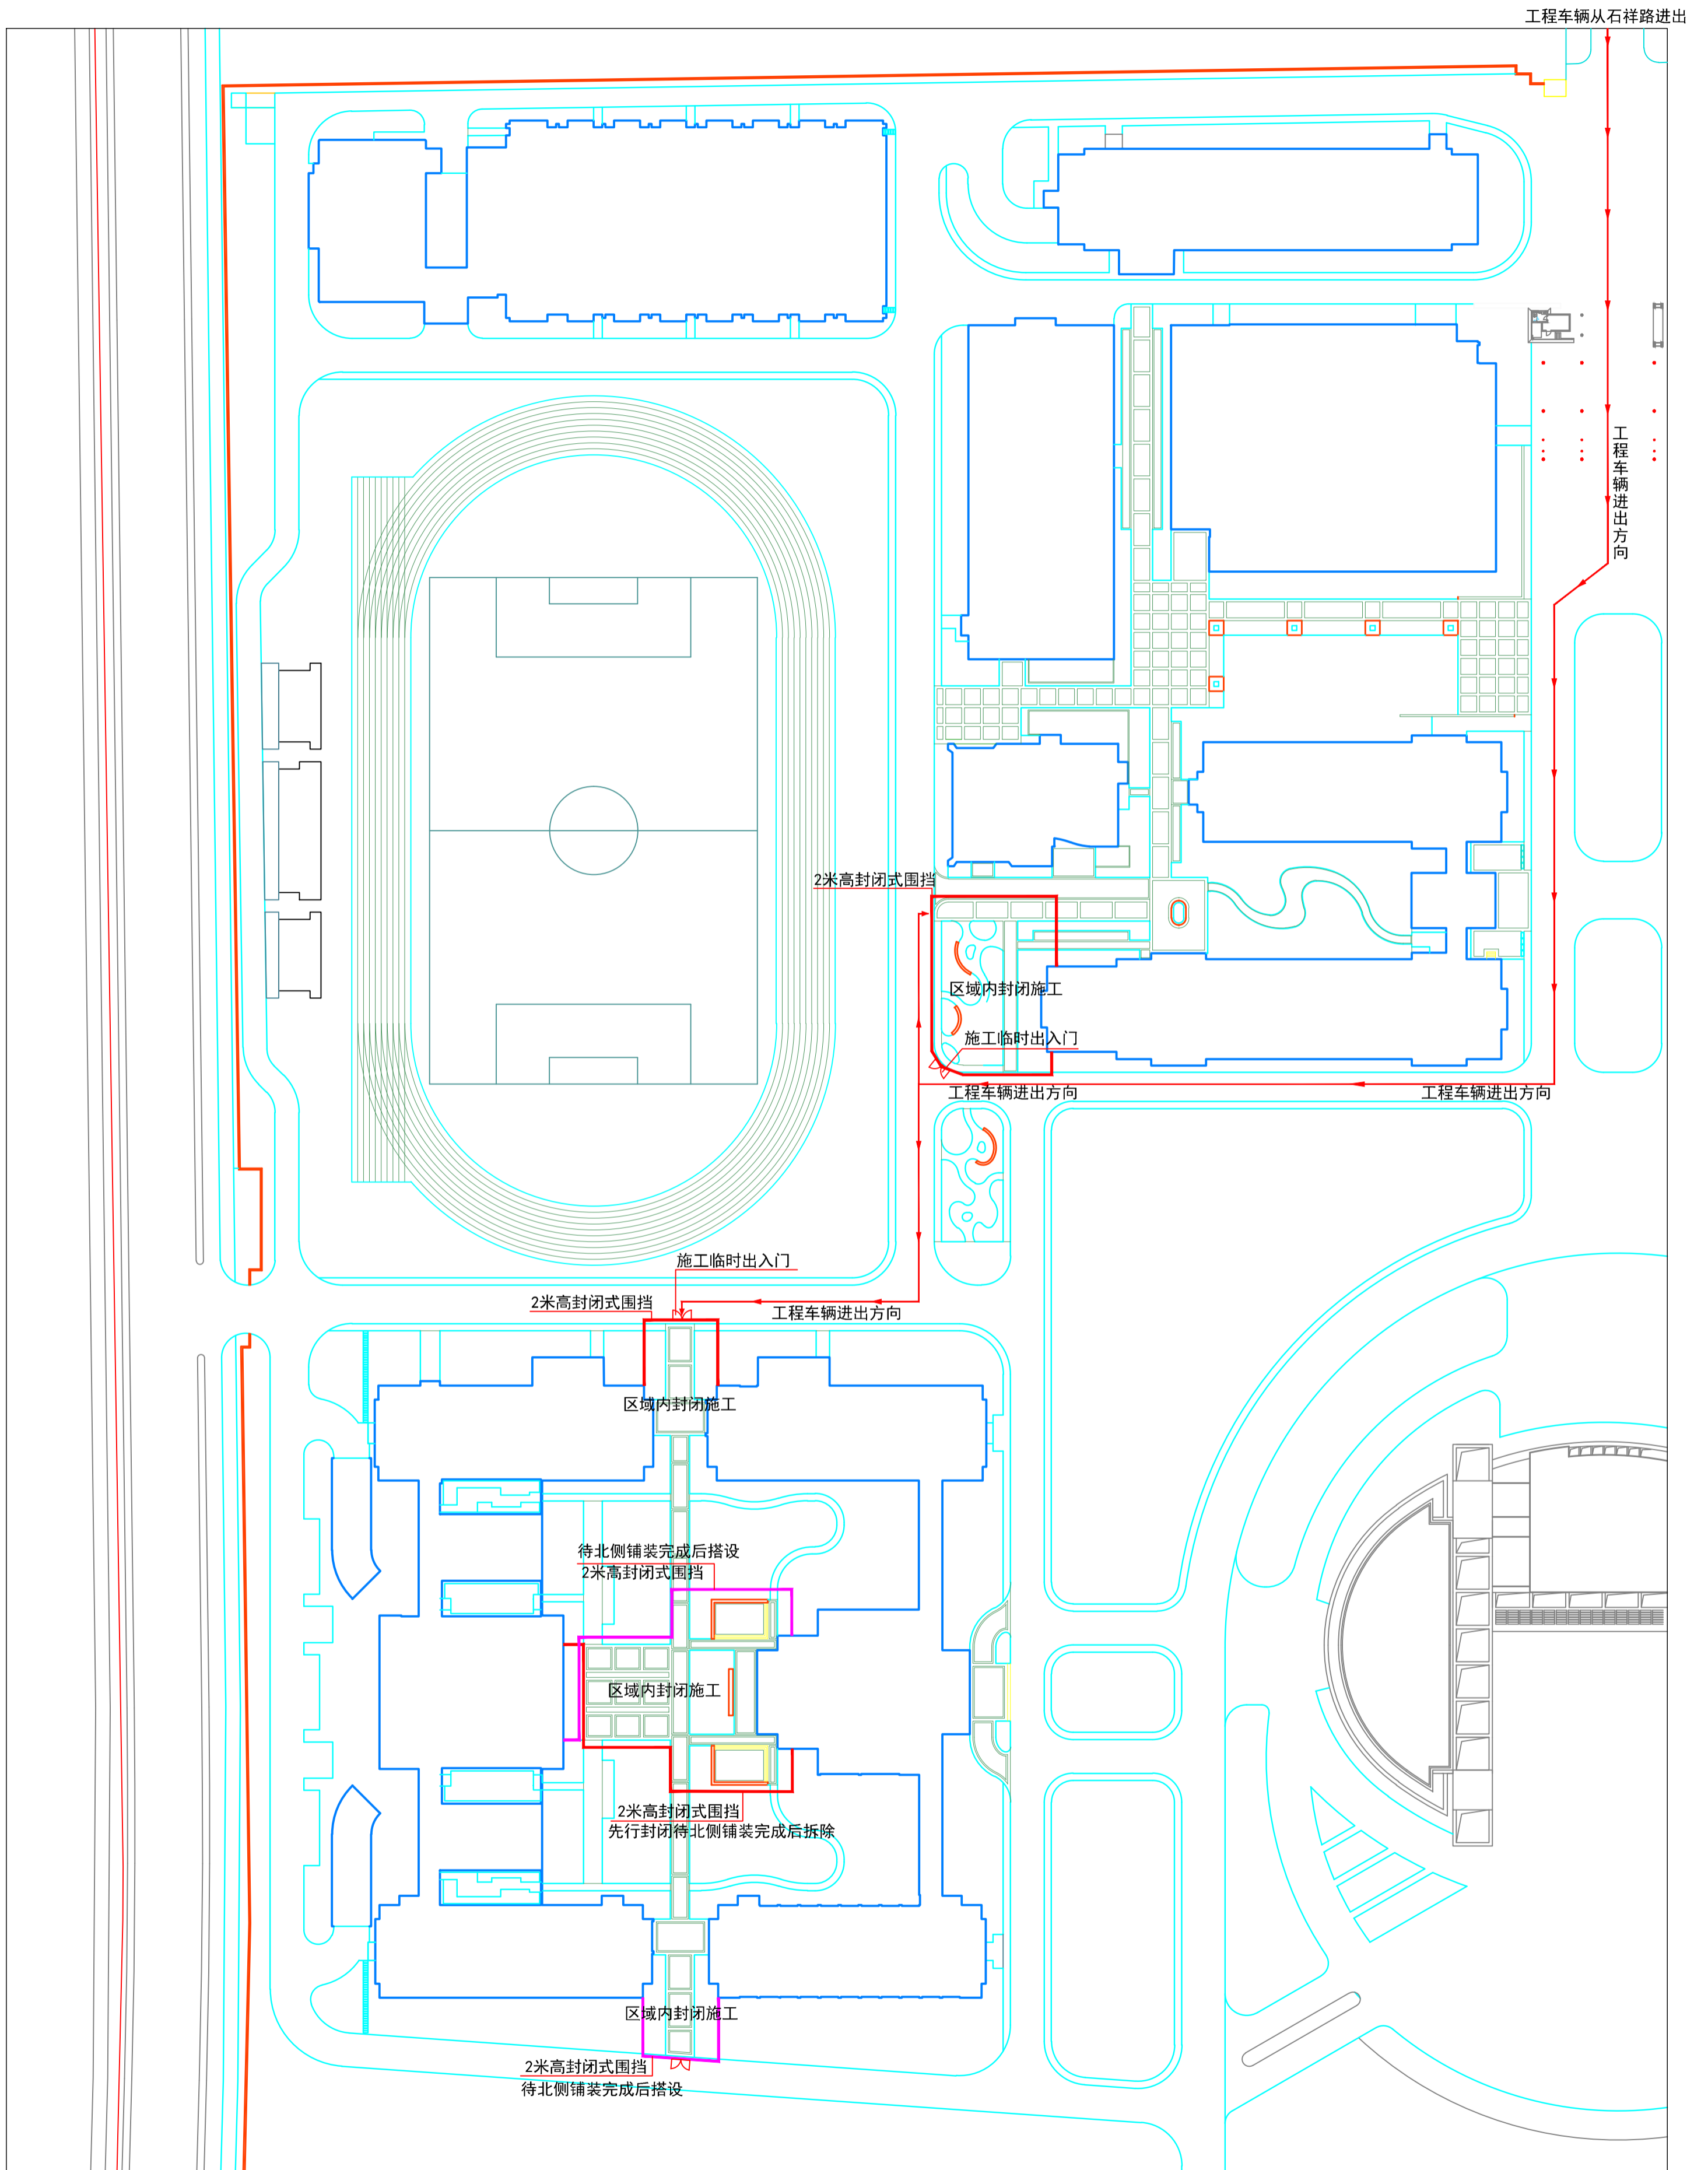 工程车辆从石祥路进出
工程车辆进出方向
2米高封闭式围挡
区域内封闭施工
施工临时出入门
工程车辆进出方向
工程车辆进出方向
施工临时出入门
2米高封闭式围挡
工程车辆进出方向
区域内封闭施工
待北侧铺装完成后搭设
2米高封闭式围挡
区域内封闭施工
2米高封闭式围挡
先行封闭待北侧铺装完成后拆除
区域内封闭施工
2米高封闭式围挡
待北侧铺装完成后搭设